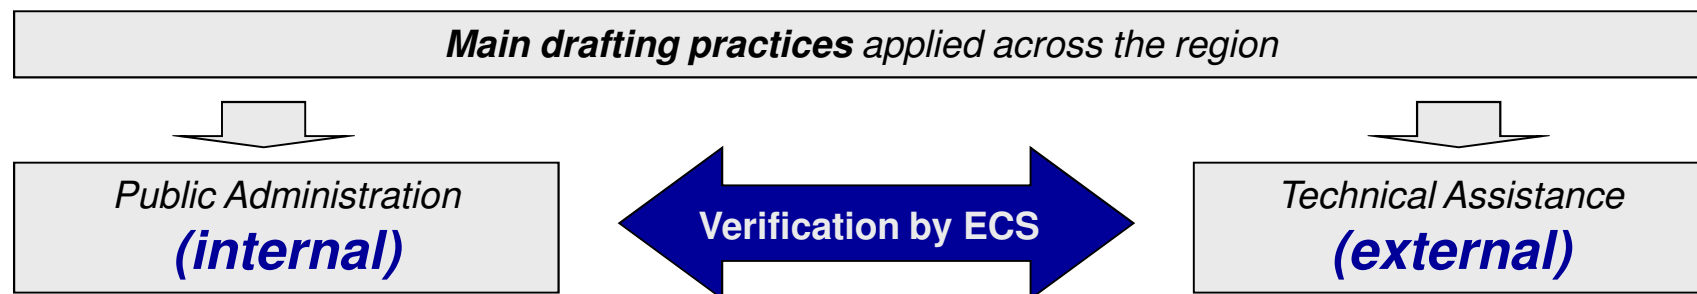 Main drafting practices applied across the region
Public Administration
(internal)
Verification by ECS
Technical Assistance
(external)